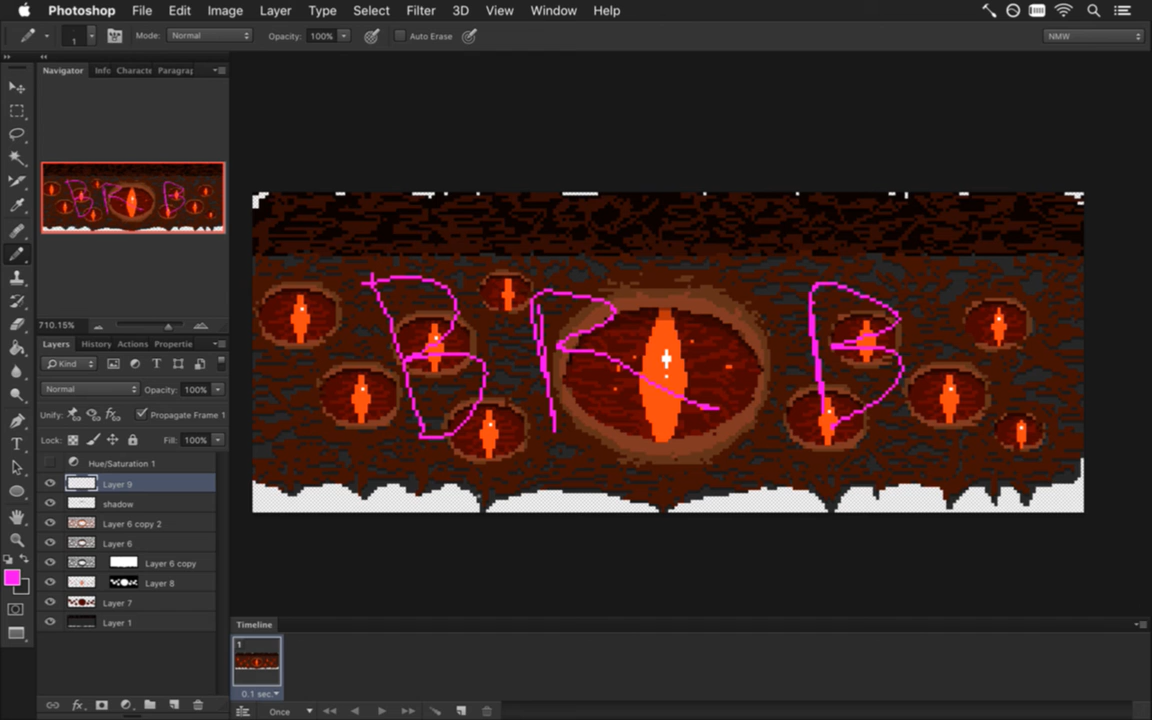 Photoshop File Edit Image Layer Type Select Filter 3D View Window Help
1 Mode: Normal Opacity: 100% Auto Erase NMW
Navigator Info Characte Paragrap
710.15%
Layers History Actions Propertie
Kind
Normal Opacity: 100%
Unify: Propagate Frame 1
Lock: Fill: 100%
Hue/Saturation 1
Layer 9
shadow
Layer 6 copy 2
Layer 6
Layer 6 copy
Layer 8
Layer 7
Layer 1
B R B
Timeline
1
0.1 sec.
Once